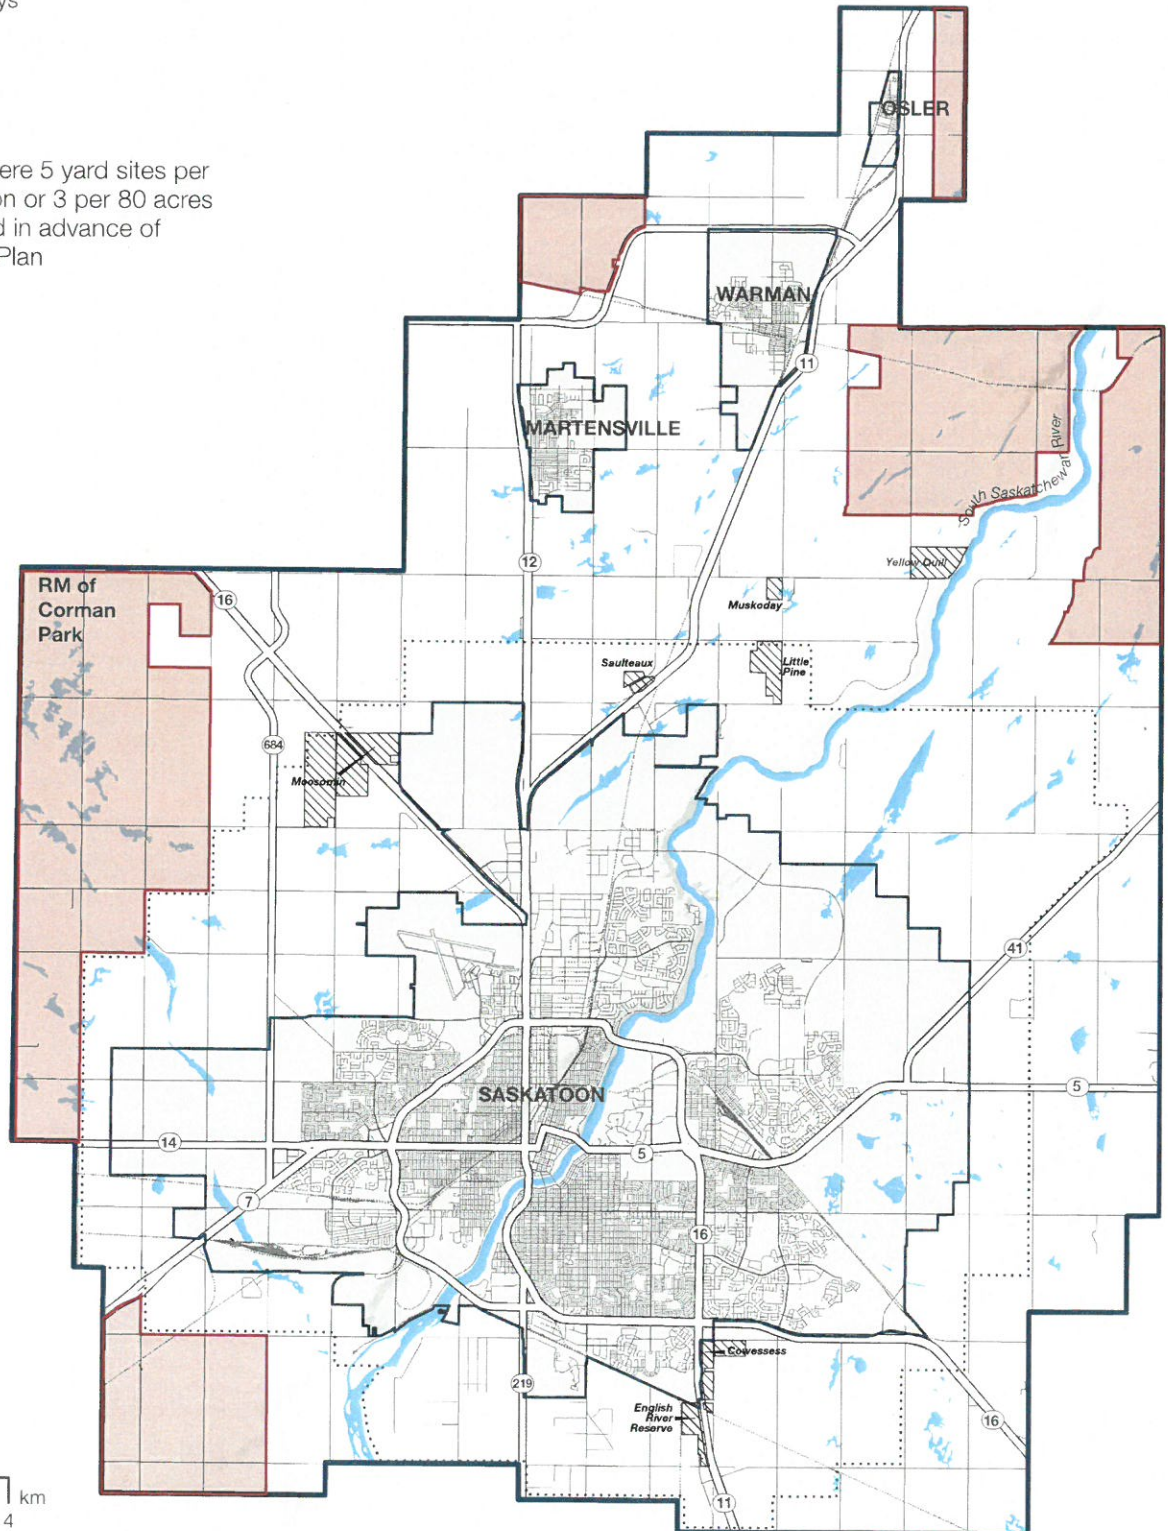 ys
ere 5 yard sites per
on or 3 per 80 acres
d in advance of
Plan
OSLER
WARMAN
11
MARTENSVILLE
South Saskatchewan River
12
Yellow Quill
RM of
Corman
Park
16
Muskoday
Saulteaux
Little
Pine
684
Moosomin
41
5
SASKATOON
14
5
7
16
Cowessess
219
English
River
Reserve
16
11
km
4